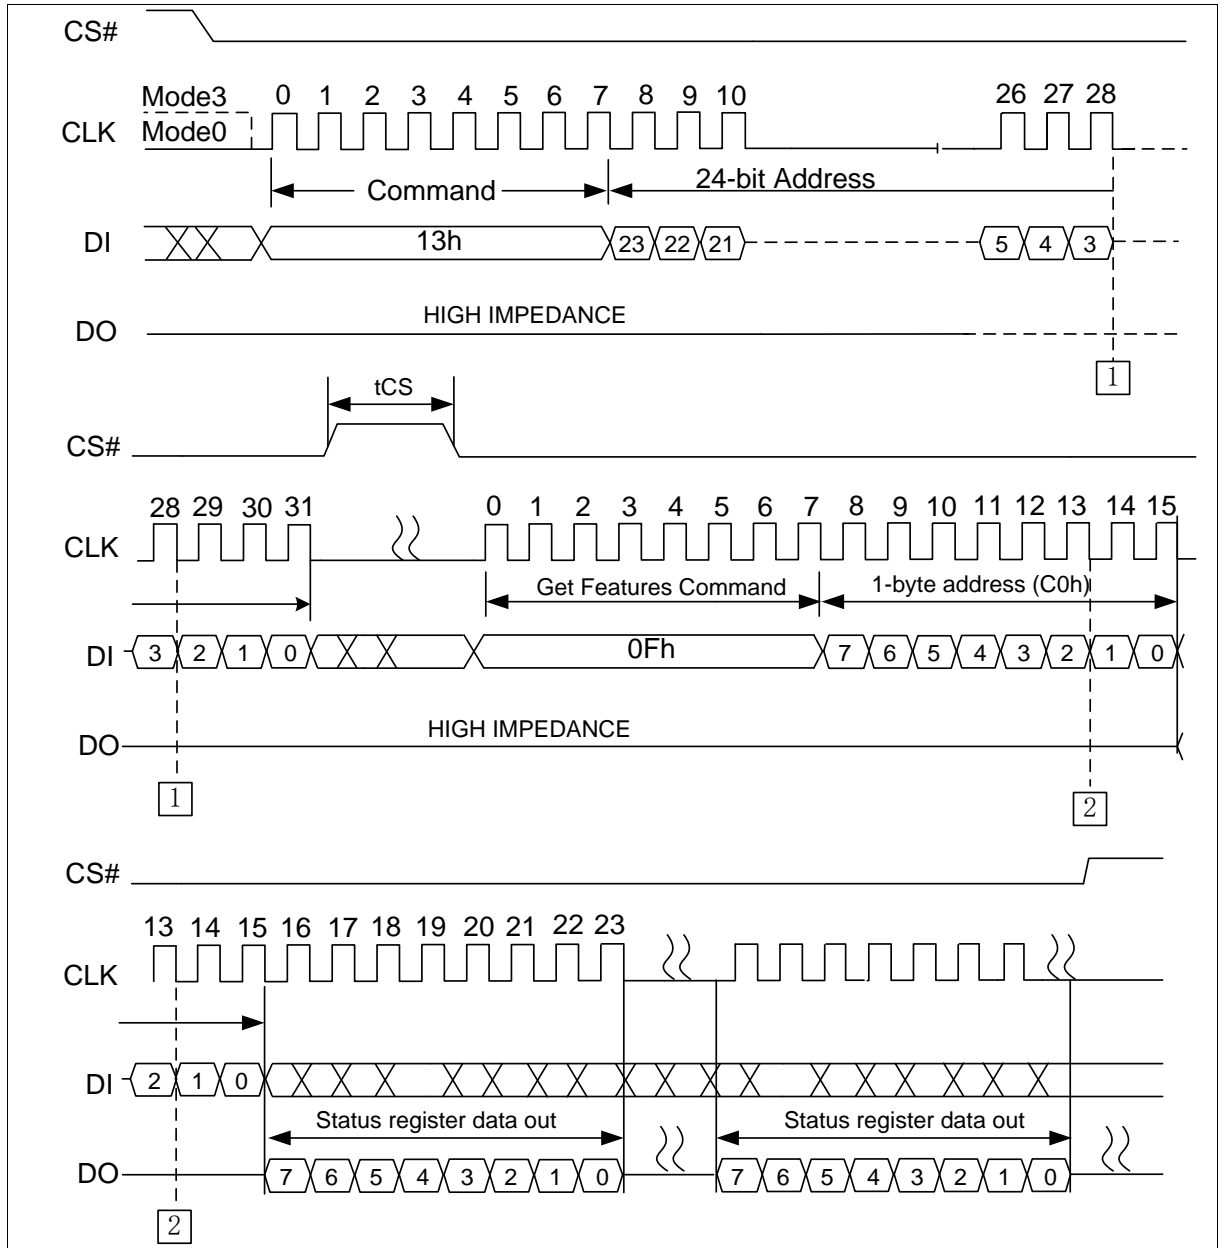 CS#
Mode3
0 1 2 3 4 5 6 7 8 9 10 26 27 28
CLK
Mode0
Command
24-bit Address
DI
13h
23 22 21 5 4 3
HIGH IMPEDANCE
DO
1
tCS
CS#
28 29 30 31 0 1 2 3 4 5 6 7 8 9 10 11 12 13 14 15
CLK
Get Features Command
1-byte address (C0h)
DI
3 2 1 0
0Fh
7 6 5 4 3 2 1 0
HIGH IMPEDANCE
DO
1
2
CS#
13 14 15 16 17 18 19 20 21 22 23
CLK
DI
2 1 0
Status register data out
Status register data out
DO
7 6 5 4 3 2 1 0
7 6 5 4 3 2 1 0
2